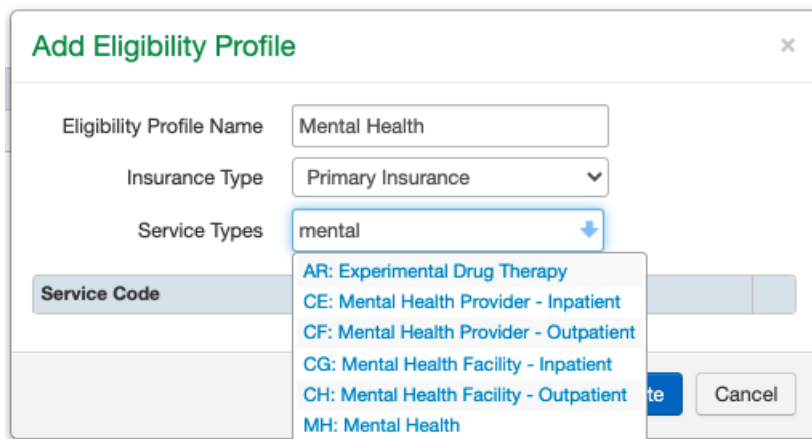 Add Eligibility Profile ×
Eligibility Profile Name Mental Health
Insurance Type Primary Insurance
Service Types mental
AR: Experimental Drug Therapy
Service Code CE: Mental Health Provider - Inpatient
CF: Mental Health Provider - Outpatient
CG: Mental Health Facility - Inpatient
CH: Mental Health Facility - Outpatient te Cancel
MH: Mental Health